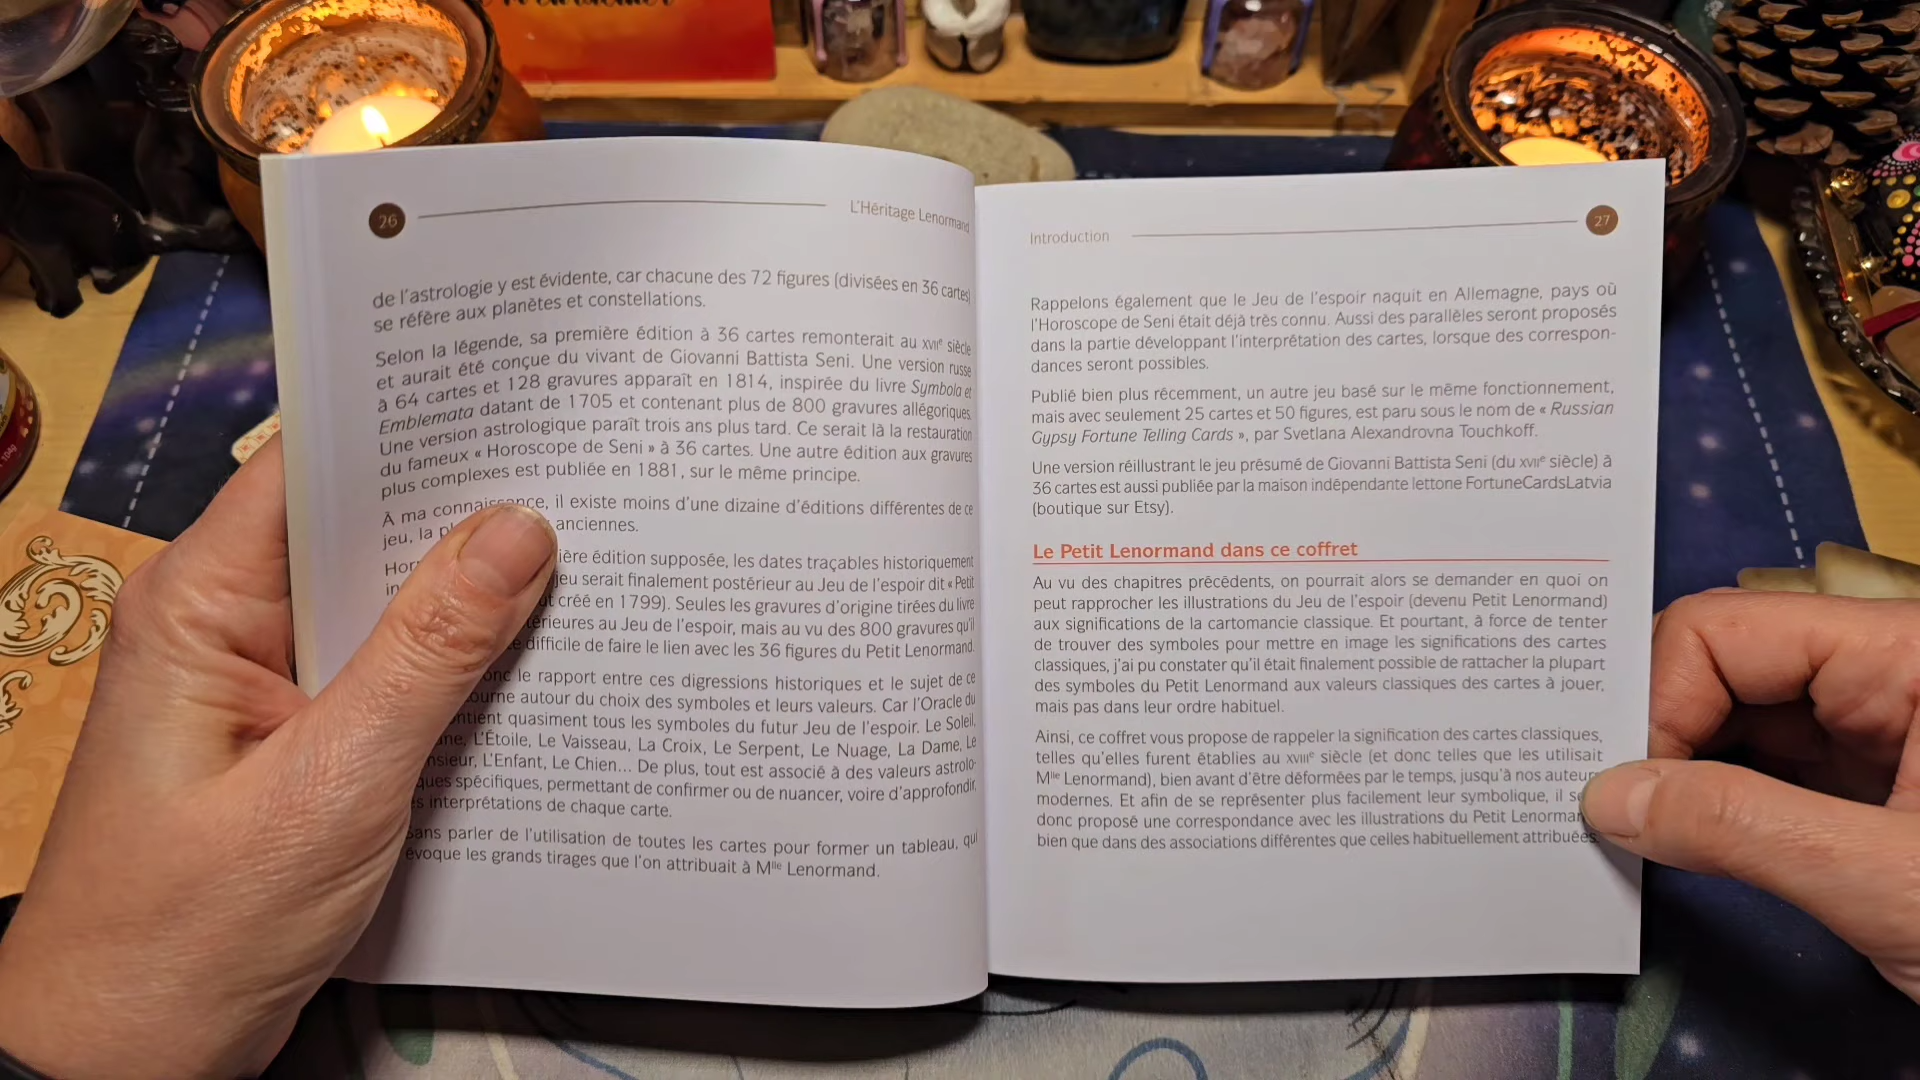 26
L'Héritage Lenormand
de l'astrologie y est évidente, car chacune des 72 figures (divisées en 36 cartes)
se réfère aux planètes et constellations.
Selon la légende, sa première édition à 36 cartes remonterait au XVIIe siècle
et aurait été conçue du vivant de Giovanni Battista Seni. Une version russe
à 64 cartes et 128 gravures apparaît en 1814, inspirée du livre Symbola et
Emblemata datant de 1705 et contenant plus de 800 gravures allégoriques.
Une version astrologique paraît trois ans plus tard. Ce serait là la restauration
du fameux « Horoscope de Seni » à 36 cartes. Une autre édition aux gravures
plus complexes est publiée en 1881, sur le même principe.
À ma connaissance, il existe moins d'une dizaine d'éditions différentes de ce
jeu, la anciennes.
ière édition supposée, les dates traçables historiquement
jeu serait finalement postérieur au Jeu de l'espoir dit « Petit
créé en 1799). Seules les gravures d'origine tirées du livre
térieures au Jeu de l'espoir, mais au vu des 800 gravures qu'il
difficile de faire le lien avec les 36 figures du Petit Lenormand.
onc le rapport entre ces digressions historiques et le sujet de ce
ourne autour du choix des symboles et leurs valeurs. Car l'Oracle du
ntient quasiment tous les symboles du futur Jeu de l'espoir. Le Soleil,
une, L'Étoile, Le Vaisseau, La Croix, Le Serpent, Le Nuage, La Dame, Le
nsieur, L'Enfant, Le Chien... De plus, tout est associé à des valeurs astrolo-
ques spécifiques, permettant de confirmer ou de nuancer, voire d'approfondir,
es interprétations de chaque carte.
Sans parler de l'utilisation de toutes les cartes pour former un tableau, qui
évoque les grands tirages que l'on attribuait à Mlle Lenormand.
Introduction
27
Rappelons également que le Jeu de l'espoir naquit en Allemagne, pays où
l'Horoscope de Seni était déjà très connu. Aussi des parallèles seront proposés
dans la partie développant l'interprétation des cartes, lorsque des correspon-
dances seront possibles.
Publié bien plus récemment, un autre jeu basé sur le même fonctionnement,
mais avec seulement 25 cartes et 50 figures, est paru sous le nom de « Russian
Gypsy Fortune Telling Cards », par Svetlana Alexandrovna Touchkoff.
Une version réillustrant le jeu présumé de Giovanni Battista Seni (du XVIIe siècle) à
36 cartes est aussi publiée par la maison indépendante lettone FortuneCardsLatvia
(boutique sur Etsy).
Le Petit Lenormand dans ce coffret
Au vu des chapitres précédents, on pourrait alors se demander en quoi on
peut rapprocher les illustrations du Jeu de l'espoir (devenu Petit Lenormand)
aux significations de la cartomancie classique. Et pourtant, à force de tenter
de trouver des symboles pour mettre en image les significations des cartes
classiques, j'ai pu constater qu'il était finalement possible de rattacher la plupart
des symboles du Petit Lenormand aux valeurs classiques des cartes à jouer,
mais pas dans leur ordre habituel.
Ainsi, ce coffret vous propose de rappeler la signification des cartes classiques,
telles qu'elles furent établies au XVIIIe siècle (et donc telles que les utilisait
Mlle Lenormand), bien avant d'être déformées par le temps, jusqu'à nos auteurs
modernes. Et afin de se représenter plus facilement leur symbolique, il se
donc proposé une correspondance avec les illustrations du Petit Lenorman
bien que dans des associations différentes que celles habituellement attribuées.